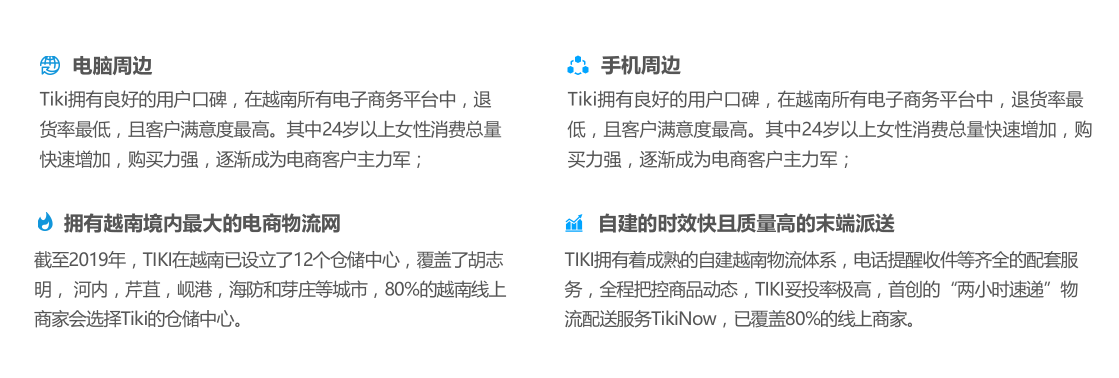 电脑周边
Tiki拥有良好的用户口碑，在越南所有电子商务平台中，退
货率最低，且客户满意度最高。其中24岁以上女性消费总量
快速增加，购买力强，逐渐成为电商客户主力军；
手机周边
Tiki拥有良好的用户口碑，在越南所有电子商务平台中，退货率最
低，且客户满意度最高。其中24岁以上女性消费总量快速增加，购
买力强，逐渐成为电商客户主力军；
拥有越南境内最大的电商物流网
截至2019年，TIKI在越南已设立了12个仓储中心，覆盖了胡志
明， 河内，芹苴，岘港，海防和芽庄等城市，80%的越南线上
商家会选择Tiki的仓储中心。
自建的时效快且质量高的末端派送
TIKI拥有着成熟的自建越南物流体系，电话提醒收件等齐全的配套服
务，全程把控商品动态，TIKI妥投率极高，首创的“两小时速递”物
流配送服务TikiNow，已覆盖80%的线上商家。